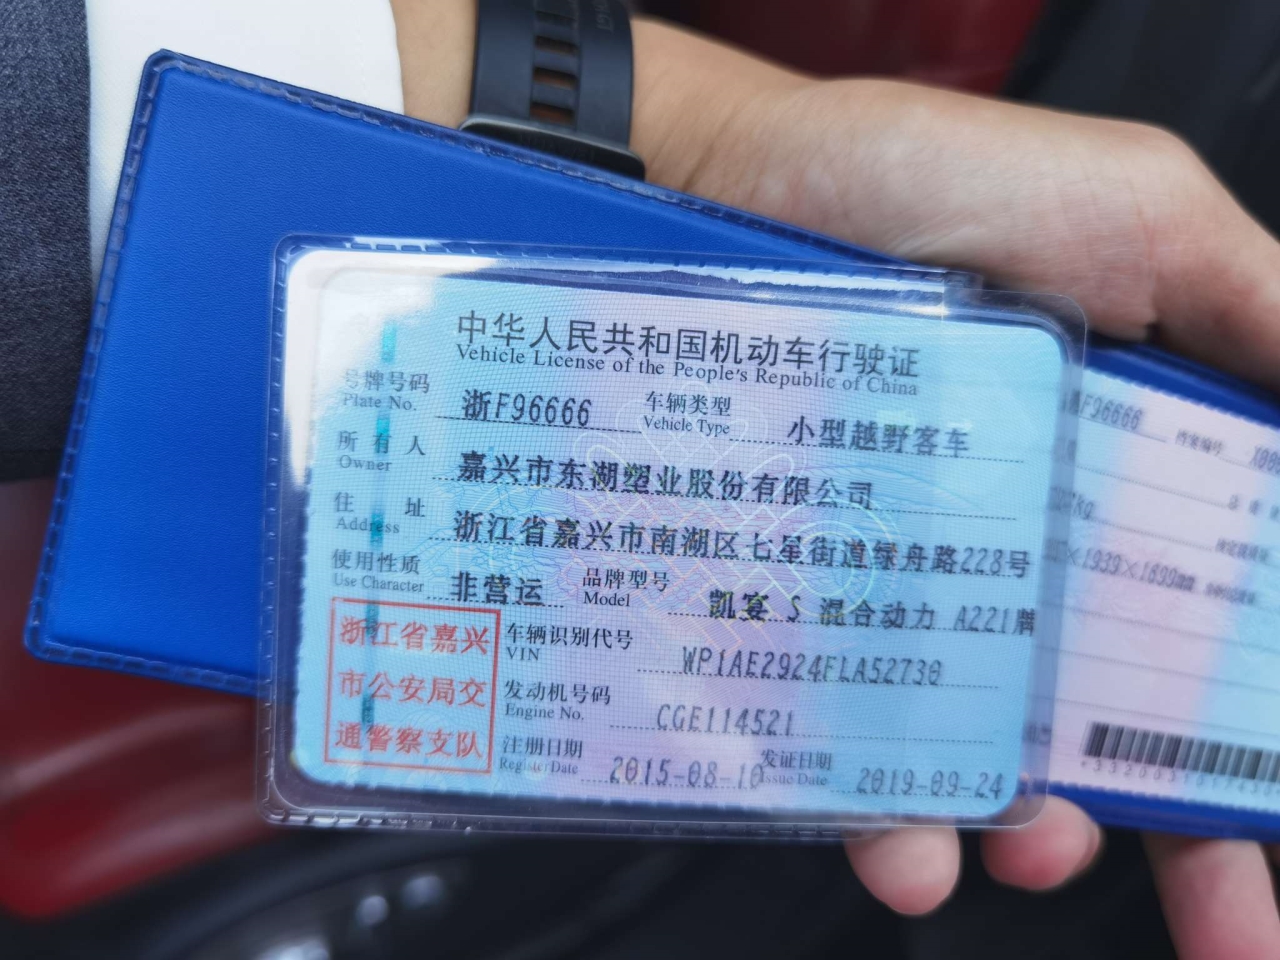 中华人民共和国机动车行驶证
Vehicle License of the People's Republic of China
号牌号码 浙F96666 车辆类型 小型越野客车
Plate No. Vehicle Type
所有人 嘉兴市东湖塑业股份有限公司
Owner
住址 浙江省嘉兴市南湖区七星街道绿舟路228号
Address
使用性质 非营运 品牌型号 凯宴 S 混合动力 A221牌
Use Character Model
浙江省嘉兴
市公安局交
通警察支队
车辆识别代号 WP1AE2924FLA52730
VIN
发动机号码 CGE114521
Engine No.
注册日期 2015-08-10 发证日期 2019-09-24
Register Date Issue Date
F96666 档案编号
kg
×1939×1699mm